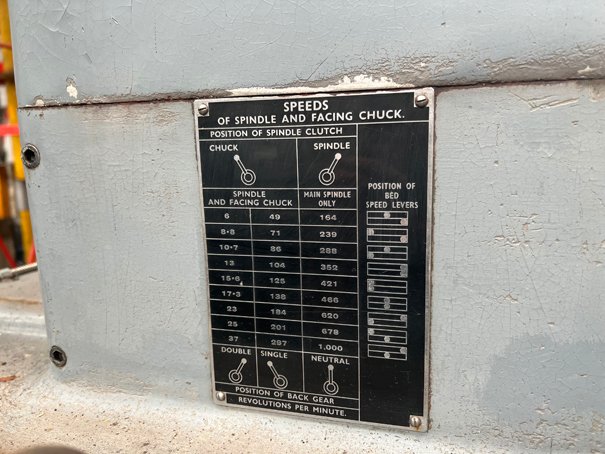 SPEEDS
OF SPINDLE AND FACING CHUCK.
POSITION OF SPINDLE CLUTCH
CHUCK SPINDLE
SPINDLE
AND FACING CHUCK
MAIN SPINDLE
ONLY
POSITION OF
BED
SPEED LEVERS
6 49 164
8·8 71 239
10·7 86 288
13 104 352
15·6 125 421
17·3 138 466
23 184 620
25 201 678
37 297 1,000
DOUBLE SINGLE NEUTRAL
POSITION OF BACK GEAR
REVOLUTIONS PER MINUTE.